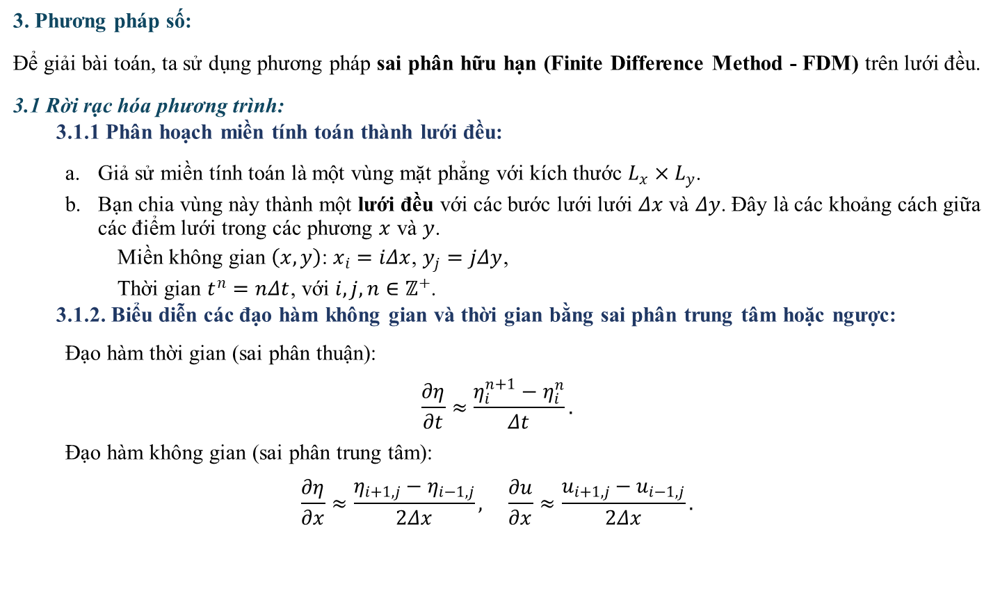 3. Phương pháp số:
Để giải bài toán, ta sử dụng phương pháp sai phân hữu hạn (Finite Difference Method - FDM) trên lưới đều.
3.1 Rời rạc hóa phương trình:
3.1.1 Phân hoạch miền tính toán thành lưới đều:
a. Giả sử miền tính toán là một vùng mặt phẳng với kích thước $L_x \times L_y$.
b. Bạn chia vùng này thành một lưới đều với các bước lưới lưới $\Delta x$ và $\Delta y$. Đây là các khoảng cách giữa
các điểm lưới trong các phương $x$ và $y$.
Miền không gian $(x, y)$: $x_i = i\Delta x$, $y_j = j\Delta y$,
Thời gian $t^n = n\Delta t$, với $i, j, n \in \mathbb{Z}^+$.
3.1.2. Biểu diễn các đạo hàm không gian và thời gian bằng sai phân trung tâm hoặc ngược:
Đạo hàm thời gian (sai phân thuận):
$\frac{\partial \eta}{\partial t} \approx \frac{\eta_i^{n+1} - \eta_i^n}{\Delta t}.$
Đạo hàm không gian (sai phân trung tâm):
$\frac{\partial \eta}{\partial x} \approx \frac{\eta_{i+1,j} - \eta_{i-1,j}}{2\Delta x}, \quad \frac{\partial u}{\partial x} \approx \frac{u_{i+1,j} - u_{i-1,j}}{2\Delta x}.$